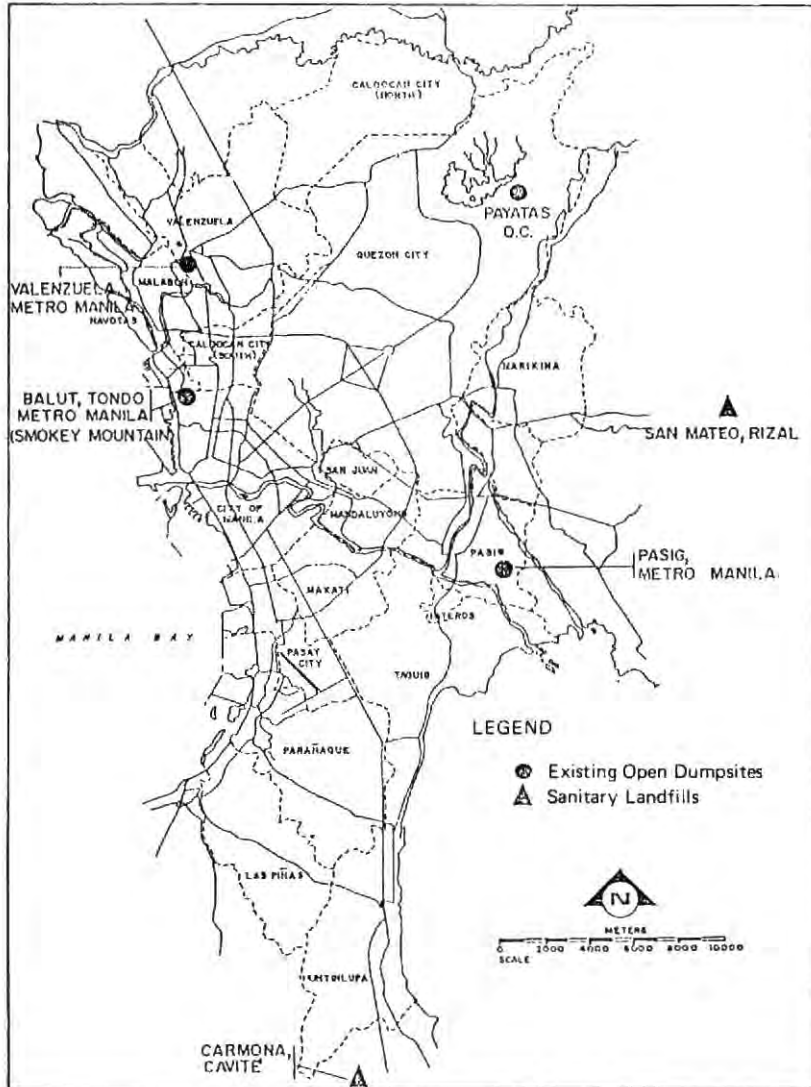 CALOOCAN CITY
(NORTH)
PAYATAS
Q.C.
VALENZUELA
QUEZON CITY
MALABON
VALENZUELA,
METRO MANILA
NAVOTAS
CALOOCAN CITY
(SOUTH)
MARIKINA
BALUT, TONDO
METRO MANILA
(SMOKEY MOUNTAIN
SAN MATEO, RIZAL
SAN JUAN
CITY OF
MANILA
MANDALUYONG
PASIG
PASIG,
METRO MANILA
MAKATI
PATEROS
MANILA BAY
PASAY
CITY
TAGUIG
LEGEND
PARAÑAQUE
Existing Open Dumpsites
Sanitary Landfills
LAS PIÑAS
N
METERS
0 2000 4000 6000 8000 10000
SCALE
MUNTINLUPA
CARMONA,
CAVITE